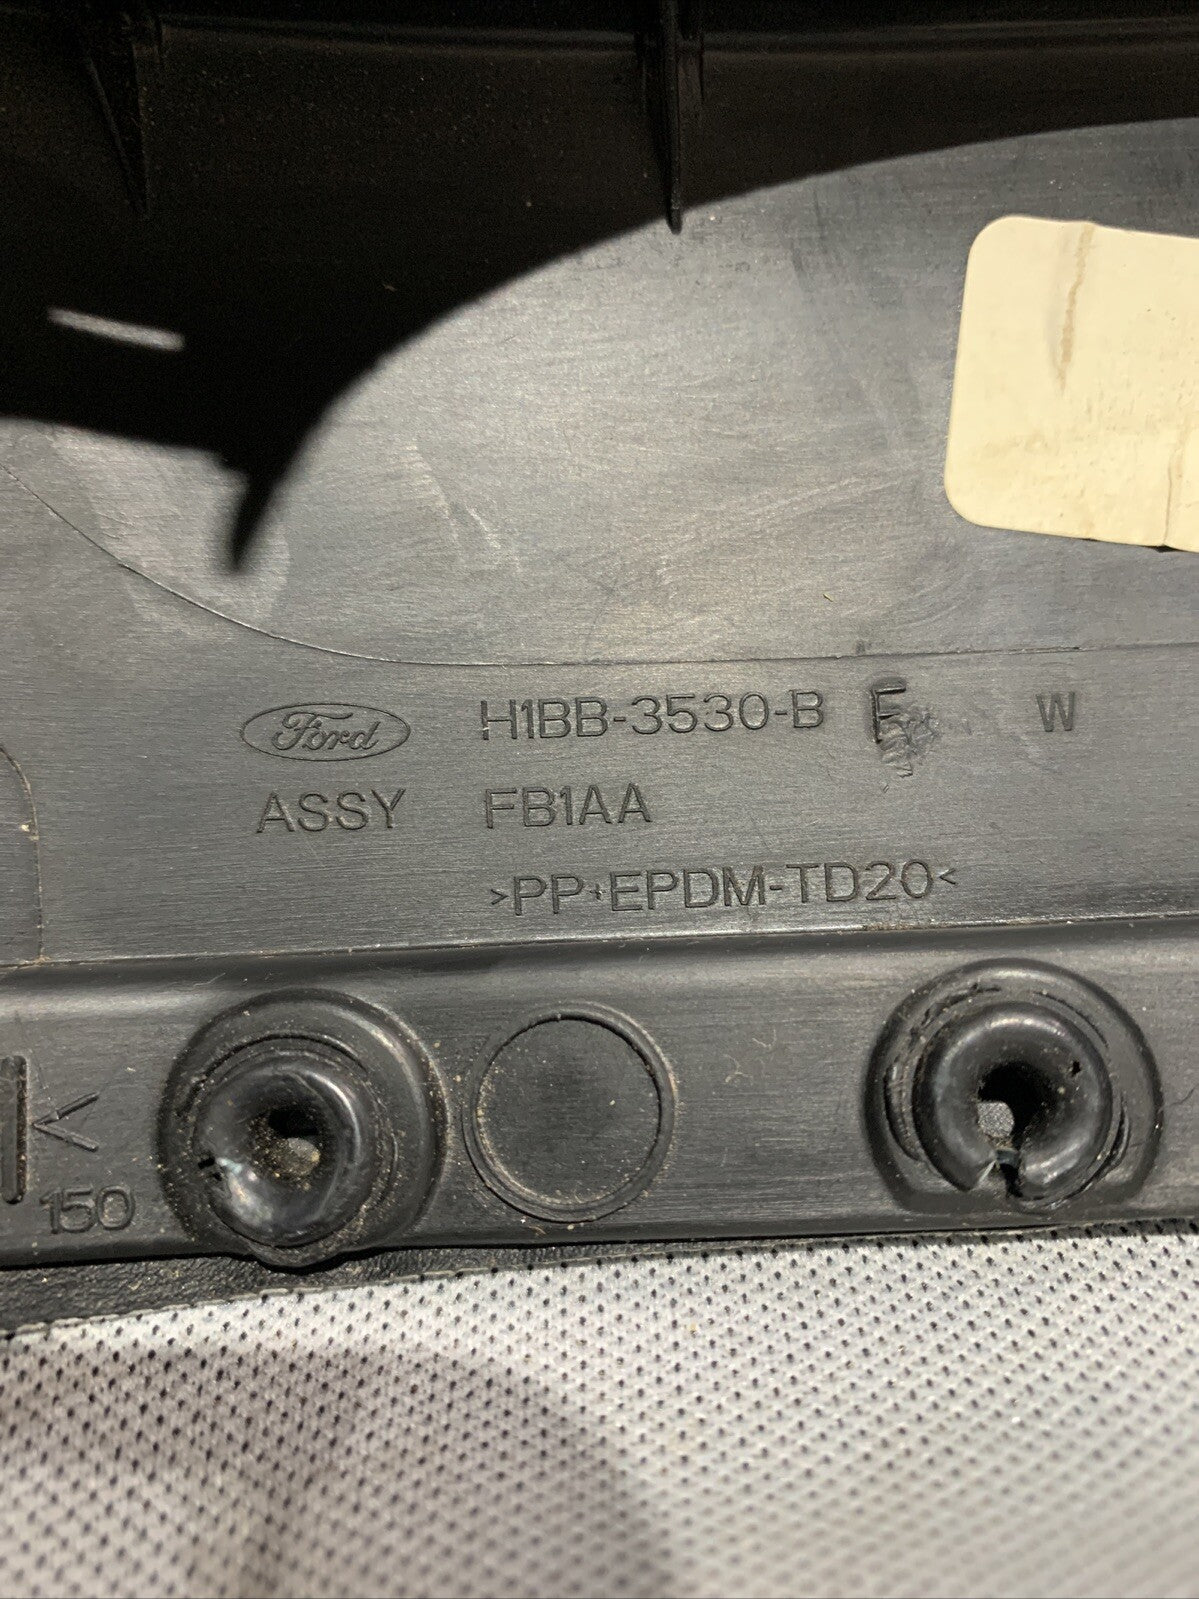 Ford H1BB-3530-B E W
ASSY FB1AA
>PP+EPDM-TD20<
150